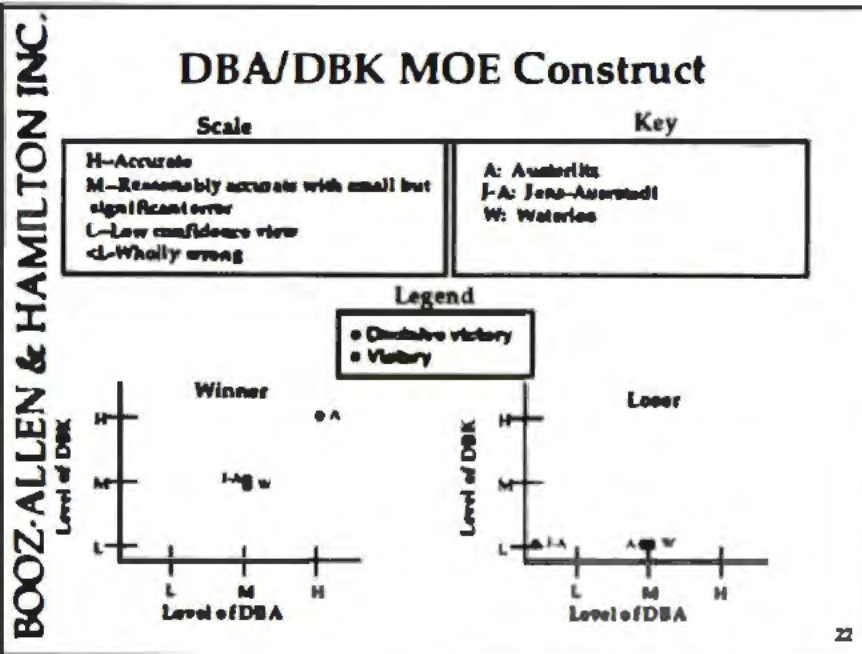 BOOZ·ALLEN & HAMILTON INC.
DBA/DBK MOE Construct
Scale
H–Accurate
M–Reasonably accurate with small but
significant error
L–Low confidence view
<L–Wholly wrong
Key
A: Austerlitz
J-A: Jena-Auerstadt
W: Waterloo
Legend
• Decisive victory
• Victory
Winner
Level of DBK
H
M
L
A
J-A
W
L M H
Level of DBA
Loser
Level of DBK
H
M
L
J-A
A
W
L M H
Level of DBA
22